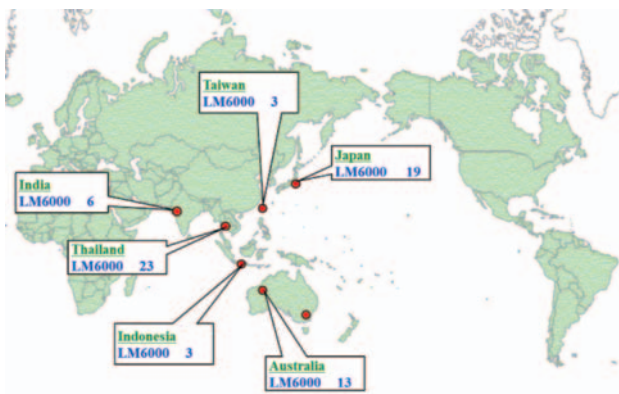 Taiwan
LM6000 3
Japan
LM6000 19
India
LM6000 6
Thailand
LM6000 23
Indonesia
LM6000 3
Australia
LM6000 13